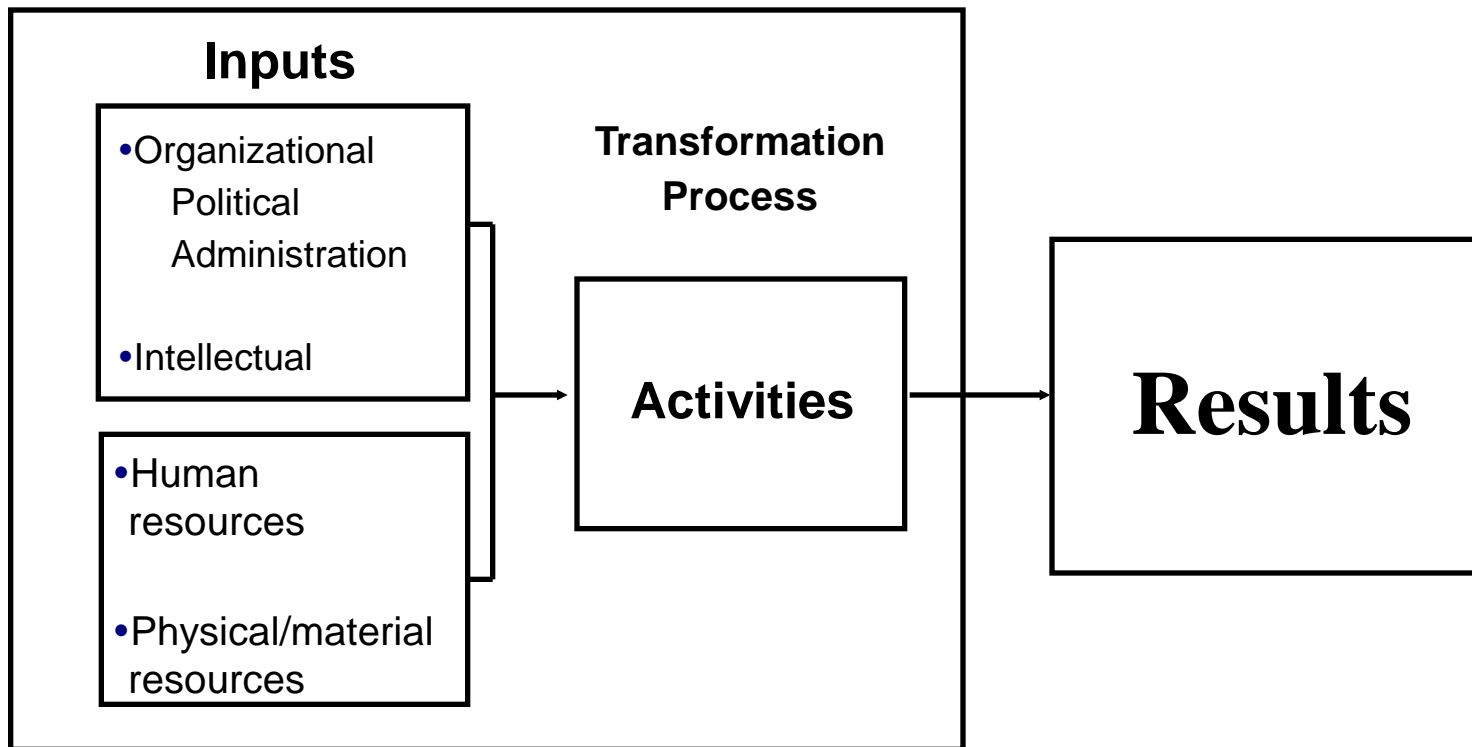 Inputs
•Organizational
Political
Administration
•Intellectual
•Human
resources
•Physical/material
resources
Transformation
Process
Activities
Results